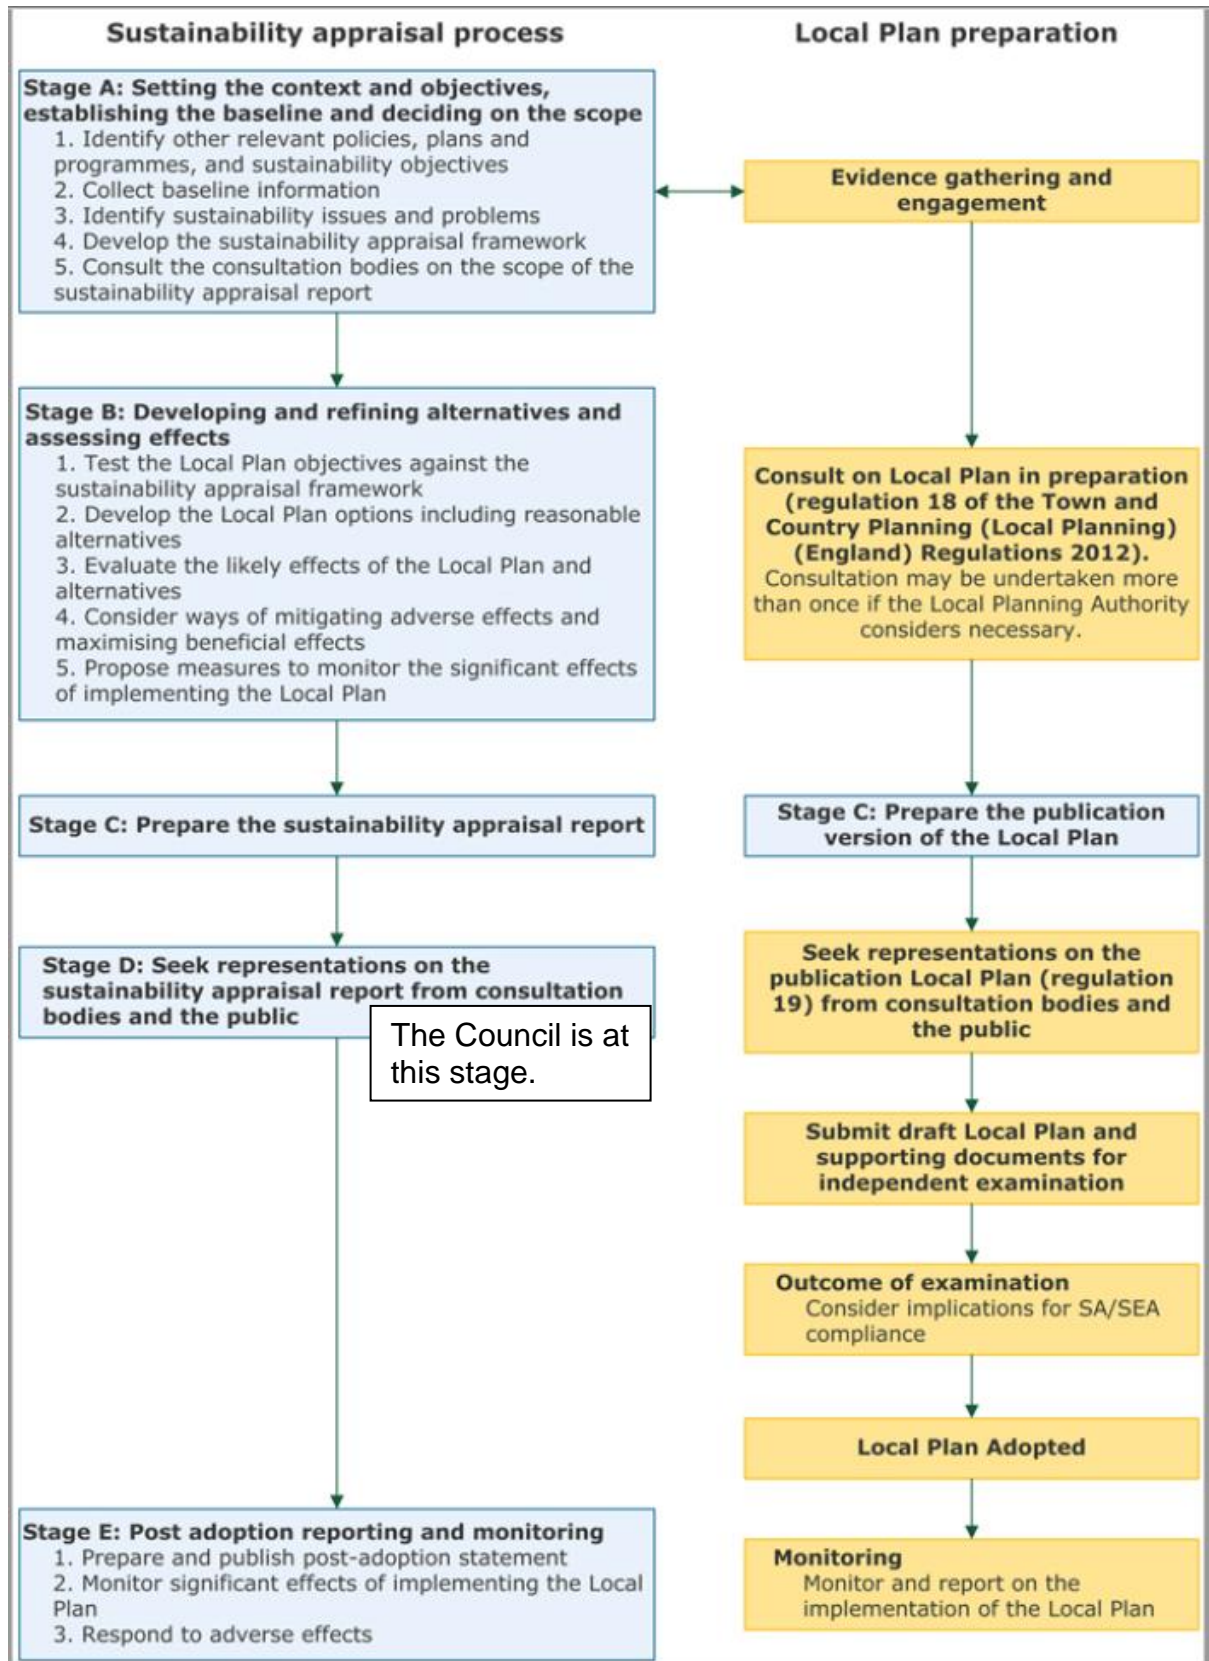 Sustainability appraisal process
Local Plan preparation
Stage A: Setting the context and objectives,
establishing the baseline and deciding on the scope
1. Identify other relevant policies, plans and
programmes, and sustainability objectives
2. Collect baseline information
3. Identify sustainability issues and problems
4. Develop the sustainability appraisal framework
5. Consult the consultation bodies on the scope of the
sustainability appraisal report
Evidence gathering and
engagement
Stage B: Developing and refining alternatives and
assessing effects
1. Test the Local Plan objectives against the
sustainability appraisal framework
2. Develop the Local Plan options including reasonable
alternatives
3. Evaluate the likely effects of the Local Plan and
alternatives
4. Consider ways of mitigating adverse effects and
maximising beneficial effects
5. Propose measures to monitor the significant effects
of implementing the Local Plan
Consult on Local Plan in preparation
(regulation 18 of the Town and
Country Planning (Local Planning)
(England) Regulations 2012).
Consultation may be undertaken more
than once if the Local Planning Authority
considers necessary.
Stage C: Prepare the sustainability appraisal report
Stage C: Prepare the publication
version of the Local Plan
Stage D: Seek representations on the
sustainability appraisal report from consultation
bodies and the public
The Council is at
this stage.
Seek representations on the
publication Local Plan (regulation
19) from consultation bodies and
the public
Submit draft Local Plan and
supporting documents for
independent examination
Outcome of examination
Consider implications for SA/SEA
compliance
Local Plan Adopted
Stage E: Post adoption reporting and monitoring
1. Prepare and publish post-adoption statement
2. Monitor significant effects of implementing the Local
Plan
3. Respond to adverse effects
Monitoring
Monitor and report on the
implementation of the Local Plan